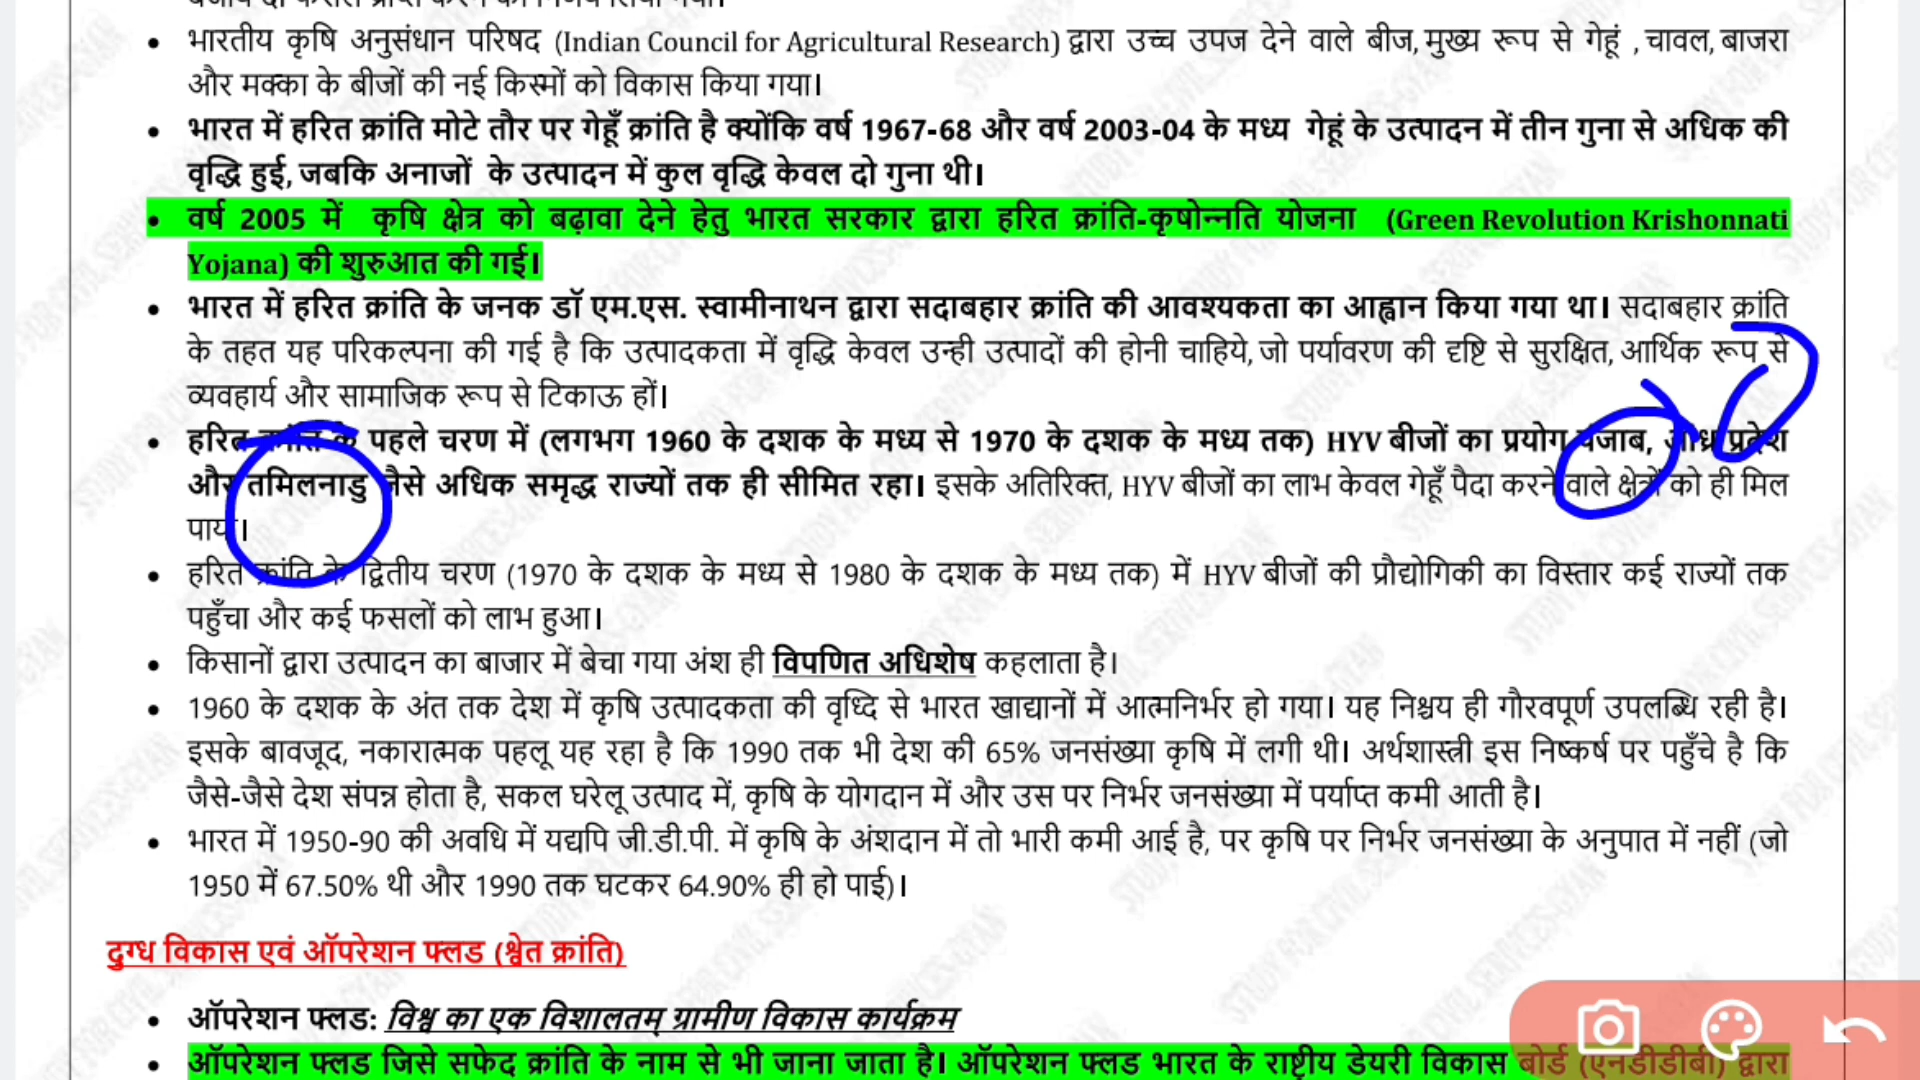 भारतीय कृषि अनुसंधान परिषद (Indian Council for Agricultural Research) द्वारा उच्च उपज देने वाले बीज, मुख्य रूप से गेहूं , चावल, बाजरा
और मक्का के बीजों की नई किस्मों को विकास किया गया।
भारत में हरित क्रांति मोटे तौर पर गेहूँ क्रांति है क्योंकि वर्ष 1967-68 और वर्ष 2003-04 के मध्य गेहूं के उत्पादन में तीन गुना से अधिक की
वृद्धि हुई, जबकि अनाजों के उत्पादन में कुल वृद्धि केवल दो गुना थी।
वर्ष 2005 में कृषि क्षेत्र को बढ़ावा देने हेतु भारत सरकार द्वारा हरित क्रांति-कृषोन्नति योजना (Green Revolution Krishonnati
Yojana) की शुरुआत की गई।
भारत में हरित क्रांति के जनक डॉ एम.एस. स्वामीनाथन द्वारा सदाबहार क्रांति की आवश्यकता का आह्वान किया गया था। सदाबहार क्रांति
के तहत यह परिकल्पना की गई है कि उत्पादकता में वृद्धि केवल उन्ही उत्पादों की होनी चाहिये, जो पर्यावरण की दृष्टि से सुरक्षित, आर्थिक रूप से
व्यवहार्य और सामाजिक रूप से टिकाऊ हों।
हरित क्रांति के पहले चरण में (लगभग 1960 के दशक के मध्य से 1970 के दशक के मध्य तक) HYV बीजों का प्रयोग पंजाब, आंध्र प्रदेश
और तमिलनाडु जैसे अधिक समृद्ध राज्यों तक ही सीमित रहा। इसके अतिरिक्त, HYV बीजों का लाभ केवल गेहूँ पैदा करने वाले क्षेत्रों को ही मिल
पाया।
हरित क्रांति के द्वितीय चरण (1970 के दशक के मध्य से 1980 के दशक के मध्य तक) में HYV बीजों की प्रौद्योगिकी का विस्तार कई राज्यों तक
पहुँचा और कई फसलों को लाभ हुआ।
किसानों द्वारा उत्पादन का बाजार में बेचा गया अंश ही विपणित अधिशेष कहलाता है।
1960 के दशक के अंत तक देश में कृषि उत्पादकता की वृध्दि से भारत खाद्यानों में आत्मनिर्भर हो गया। यह निश्चय ही गौरवपूर्ण उपलब्धि रही है।
इसके बावजूद, नकारात्मक पहलू यह रहा है कि 1990 तक भी देश की 65% जनसंख्या कृषि में लगी थी। अर्थशास्त्री इस निष्कर्ष पर पहुँचे है कि
जैसे-जैसे देश संपन्न होता है, सकल घरेलू उत्पाद में, कृषि के योगदान में और उस पर निर्भर जनसंख्या में पर्याप्त कमी आती है।
भारत में 1950-90 की अवधि में यद्यपि जी.डी.पी. में कृषि के अंशदान में तो भारी कमी आई है, पर कृषि पर निर्भर जनसंख्या के अनुपात में नहीं (जो
1950 में 67.50% थी और 1990 तक घटकर 64.90% ही हो पाई)।
दुग्ध विकास एवं ऑपरेशन फ्लड (श्वेत क्रांति)
ऑपरेशन फ्लड: विश्व का एक विशालतम् ग्रामीण विकास कार्यक्रम
ऑपरेशन फ्लड जिसे सफेद क्रांति के नाम से भी जाना जाता है। ऑपरेशन फ्लड भारत के राष्ट्रीय डेयरी विकास बोर्ड (एनडीडीबी) द्वारा